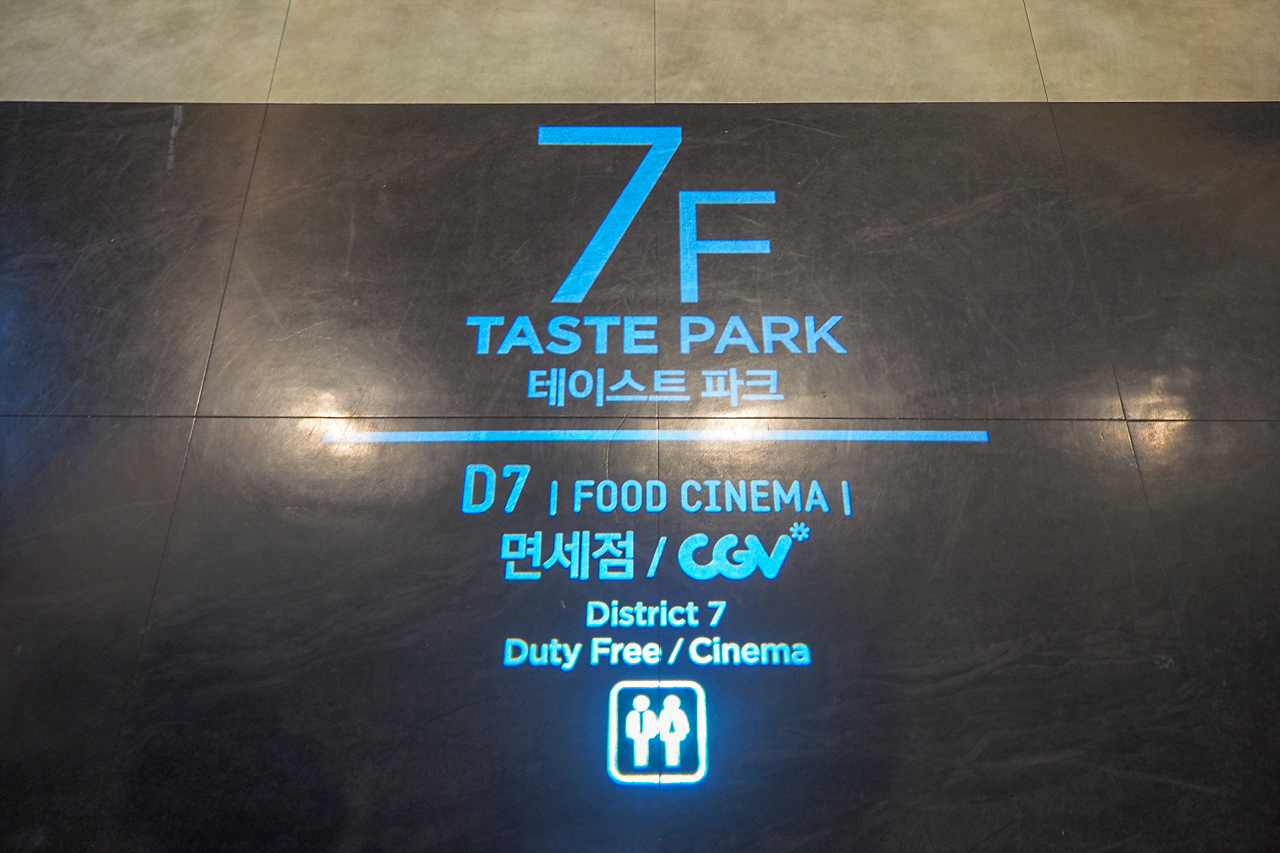 7F
TASTE PARK
테이스트 파크
D7 | FOOD CINEMA |
면세점 / CGV*
District 7
Duty Free / Cinema